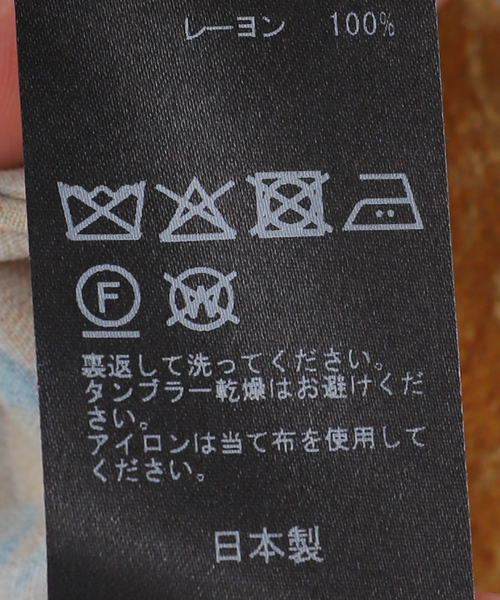 レーヨン 100%
F W
裏返して洗ってください。
タンブラー乾燥はお避けくだ
さい。
アイロンは当て布を使用して
ください。
日本製